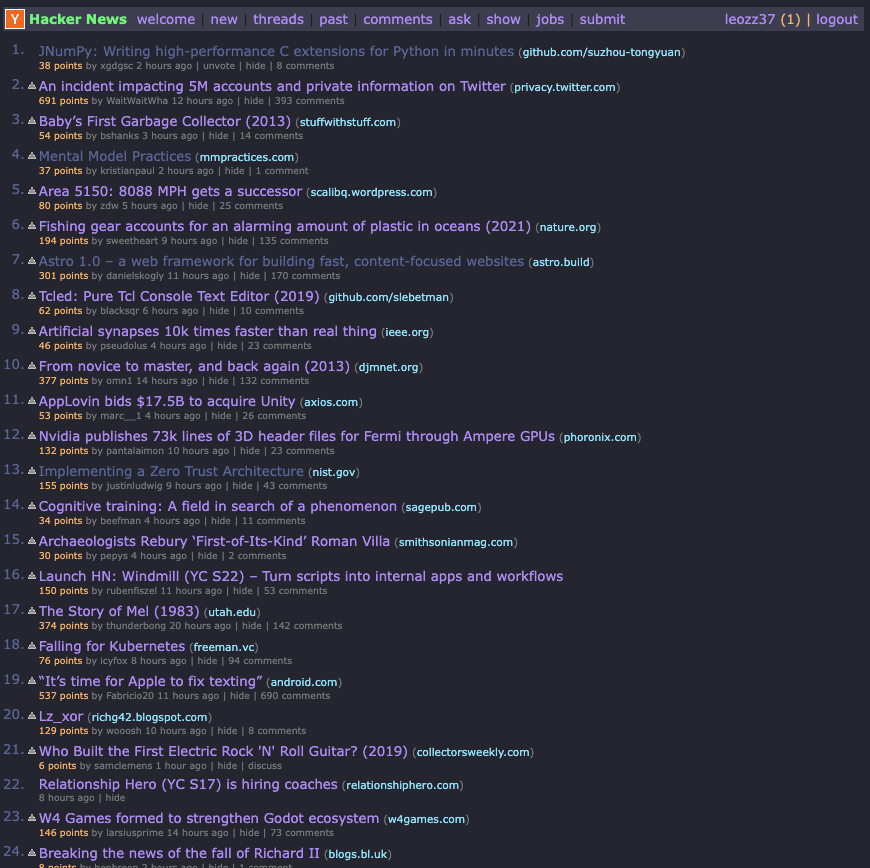 Y Hacker News welcome | new | threads | past | comments | ask | show | jobs | submit leozz37 (1) | logout
1. JNumPy: Writing high-performance C extensions for Python in minutes (github.com/suzhou-tongyuan)
38 points by xgdgsc 2 hours ago | unvote | hide | 8 comments
2. An incident impacting 5M accounts and private information on Twitter (privacy.twitter.com)
691 points by WaitWaitWha 12 hours ago | hide | 393 comments
3. Baby’s First Garbage Collector (2013) (stuffwithstuff.com)
54 points by bshanks 3 hours ago | hide | 14 comments
4. Mental Model Practices (mmpractices.com)
37 points by kristianpaul 2 hours ago | hide | 1 comment
5. Area 5150: 8088 MPH gets a successor (scalibq.wordpress.com)
80 points by zdw 5 hours ago | hide | 25 comments
6. Fishing gear accounts for an alarming amount of plastic in oceans (2021) (nature.org)
194 points by sweetheart 9 hours ago | hide | 135 comments
7. Astro 1.0 – a web framework for building fast, content-focused websites (astro.build)
301 points by danielskogly 11 hours ago | hide | 170 comments
8. Tcled: Pure Tcl Console Text Editor (2019) (github.com/slebetman)
62 points by blacksqr 6 hours ago | hide | 10 comments
9. Artificial synapses 10k times faster than real thing (ieee.org)
46 points by pseudolus 4 hours ago | hide | 23 comments
10. From novice to master, and back again (2013) (djmnet.org)
377 points by omn1 14 hours ago | hide | 132 comments
11. AppLovin bids $17.5B to acquire Unity (axios.com)
53 points by marc__1 4 hours ago | hide | 26 comments
12. Nvidia publishes 73k lines of 3D header files for Fermi through Ampere GPUs (phoronix.com)
132 points by pantalaimon 10 hours ago | hide | 23 comments
13. Implementing a Zero Trust Architecture (nist.gov)
155 points by justinludwig 9 hours ago | hide | 43 comments
14. Cognitive training: A field in search of a phenomenon (sagepub.com)
34 points by beefman 4 hours ago | hide | 11 comments
15. Archaeologists Rebury ‘First-of-Its-Kind’ Roman Villa (smithsonianmag.com)
30 points by pepys 4 hours ago | hide | 2 comments
16. Launch HN: Windmill (YC S22) – Turn scripts into internal apps and workflows
150 points by rubenfiszel 11 hours ago | hide | 53 comments
17. The Story of Mel (1983) (utah.edu)
374 points by thunderbong 20 hours ago | hide | 142 comments
18. Falling for Kubernetes (freeman.vc)
76 points by icyfox 8 hours ago | hide | 94 comments
19. “It’s time for Apple to fix texting” (android.com)
537 points by Fabricio20 11 hours ago | hide | 690 comments
20. Lz_xor (richg42.blogspot.com)
129 points by wooosh 10 hours ago | hide | 8 comments
21. Who Built the First Electric Rock 'N' Roll Guitar? (2019) (collectorsweekly.com)
6 points by samclemens 1 hour ago | hide | discuss
22. Relationship Hero (YC S17) is hiring coaches (relationshiphero.com)
8 hours ago | hide
23. W4 Games formed to strengthen Godot ecosystem (w4games.com)
146 points by larsiusprime 14 hours ago | hide | 73 comments
24. Breaking the news of the fall of Richard II (blogs.bl.uk)